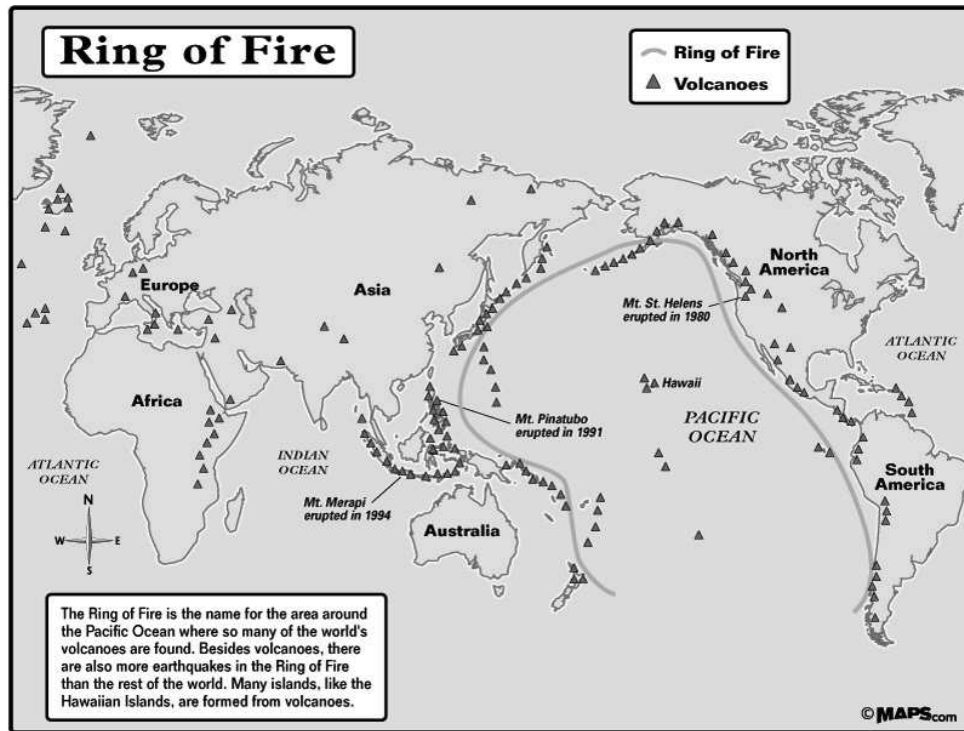 Ring of Fire
Ring of Fire
Volcanoes
North
America
Europe
Asia
Mt. St. Helens
erupted in 1980
ATLANTIC
OCEAN
Hawaii
Africa
Mt. Pinatubo
erupted in 1991
PACIFIC
OCEAN
INDIAN
OCEAN
ATLANTIC
OCEAN
South
America
Mt. Merapi
erupted in 1994
Australia
N
W
E
S
The Ring of Fire is the name for the area around
the Pacific Ocean where so many of the world's
volcanoes are found. Besides volcanoes, there
are also more earthquakes in the Ring of Fire
than the rest of the world. Many islands, like the
Hawaiian Islands, are formed from volcanoes.
©MAPS.com